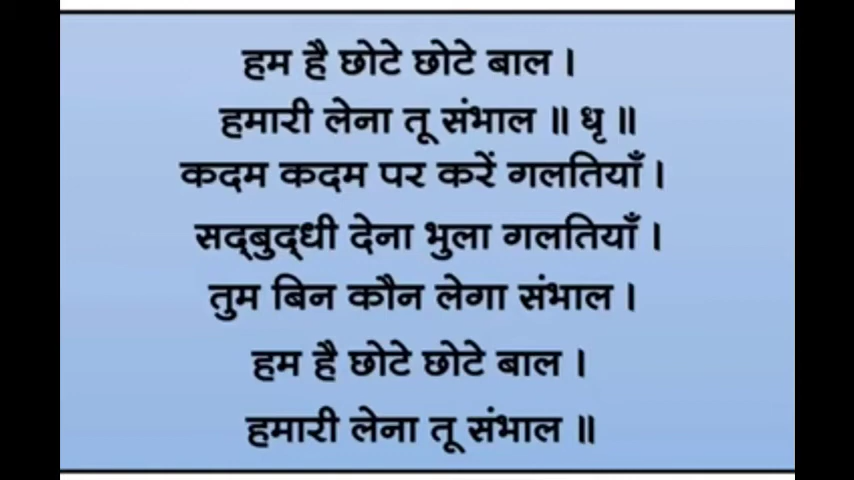 हम है छोटे छोटे बाल ।
हमारी लेना तू संभाल ॥ धृ ॥
कदम कदम पर करें गलतियाँ ।
सद्‌बुद्‌धी देना भुला गलतियाँ ।
तुम बिन कौन लेगा संभाल ।
हम है छोटे छोटे बाल ।
हमारी लेना तू संभाल ॥